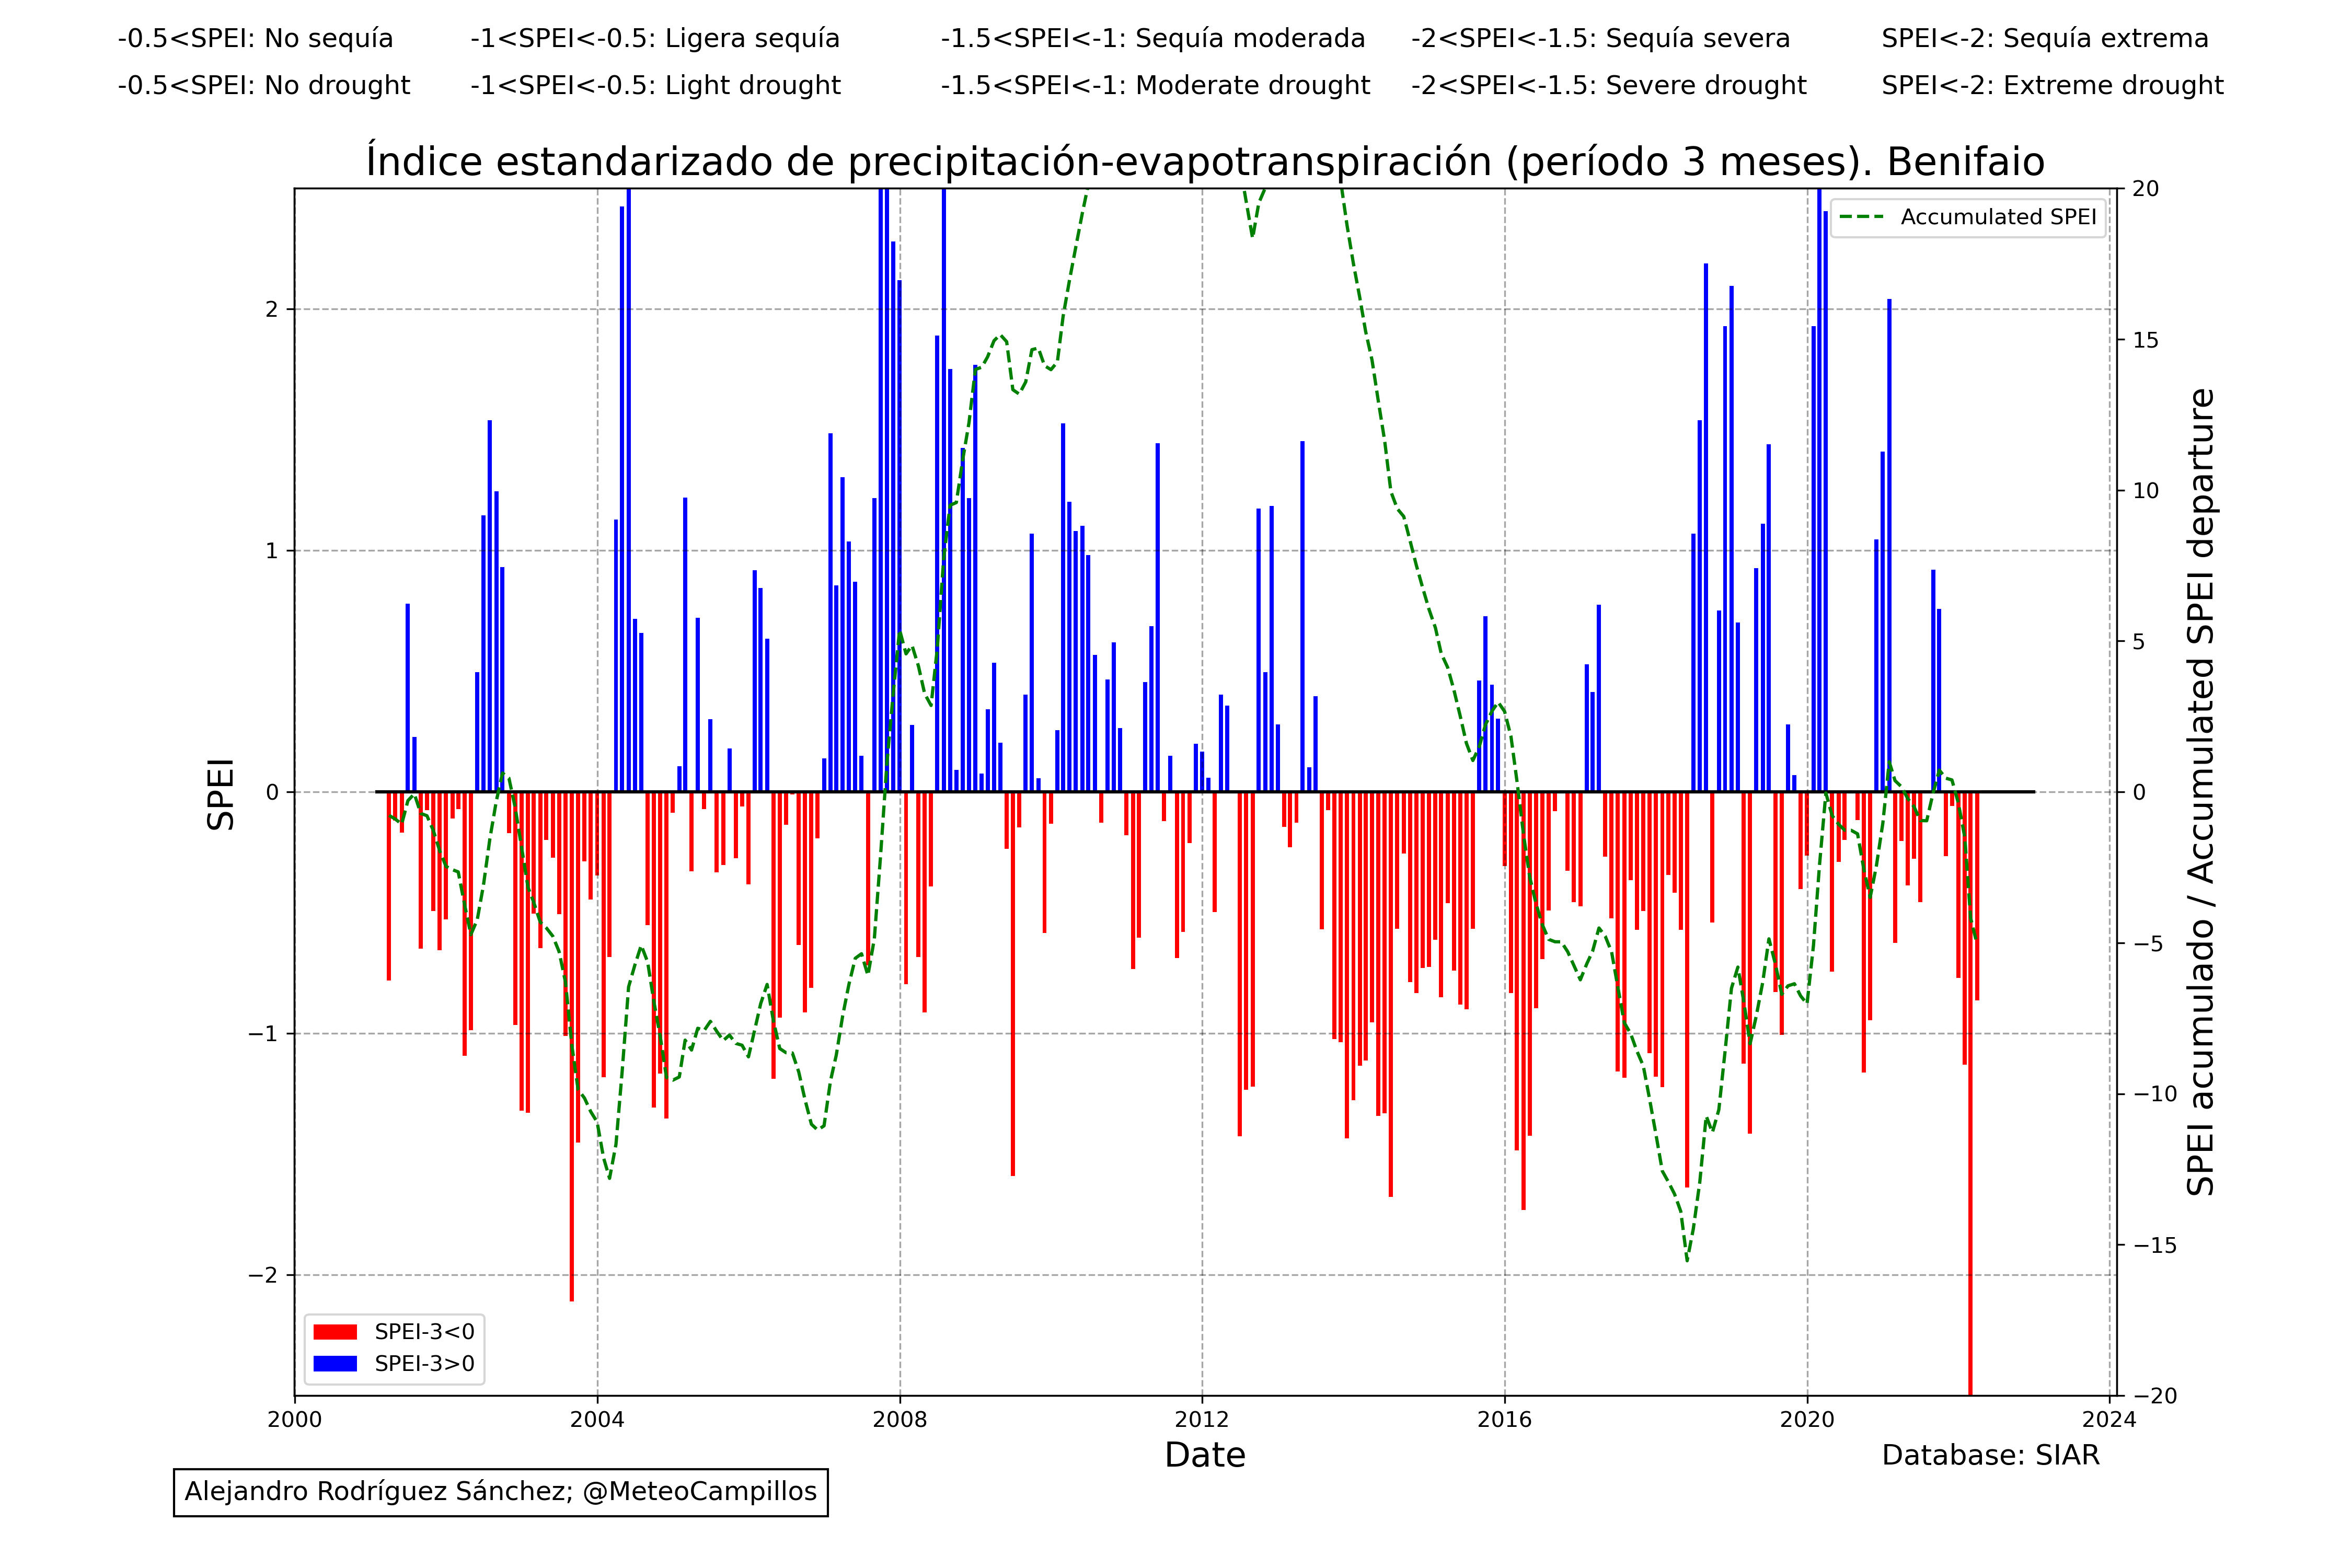 -0.5<SPEI: No sequía -1<SPEI<-0.5: Ligera sequía -1.5<SPEI<-1: Sequía moderada -2<SPEI<-1.5: Sequía severa SPEI<-2: Sequía extrema
-0.5<SPEI: No drought -1<SPEI<-0.5: Light drought -1.5<SPEI<-1: Moderate drought -2<SPEI<-1.5: Severe drought SPEI<-2: Extreme drought
Índice estandarizado de precipitación-evapotranspiración (período 3 meses). Benifaio
Accumulated SPEI
SPEI
2
1
0
−1
−2
20
15
10
5
0
−5
−10
−15
−20
SPEI acumulado / Accumulated SPEI departure
SPEI-3<0
SPEI-3>0
2000 2004 2008 2012 2016 2020 2024
Date
Database: SIAR
Alejandro Rodríguez Sánchez; @MeteoCampillos